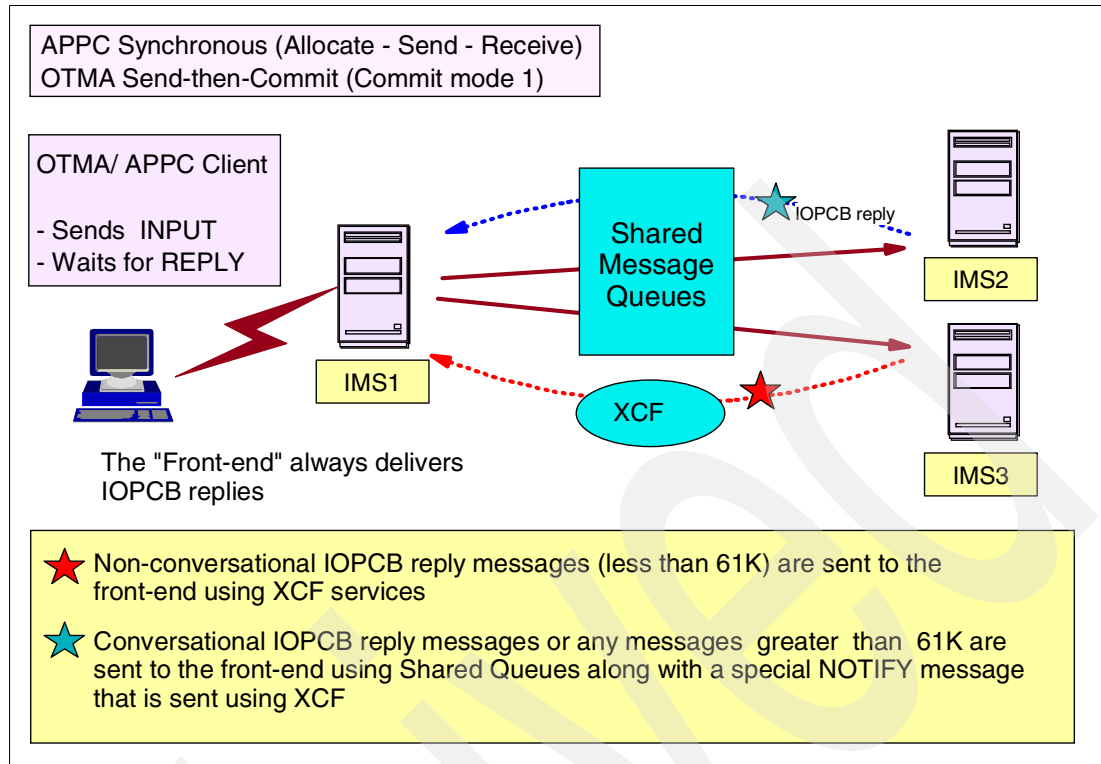 APPC Synchronous (Allocate - Send - Receive)
OTMA Send-then-Commit (Commit mode 1)
OTMA/ APPC Client
- Sends INPUT
- Waits for REPLY
Shared
Message
Queues
IOPCB reply
IMS1
IMS2
XCF
IMS3
The "Front-end" always delivers
IOPCB replies
Non-conversational IOPCB reply messages (less than 61K) are sent to the
front-end using XCF services
Conversational IOPCB reply messages or any messages greater than 61K are
sent to the front-end using Shared Queues along with a special NOTIFY message
that is sent using XCF